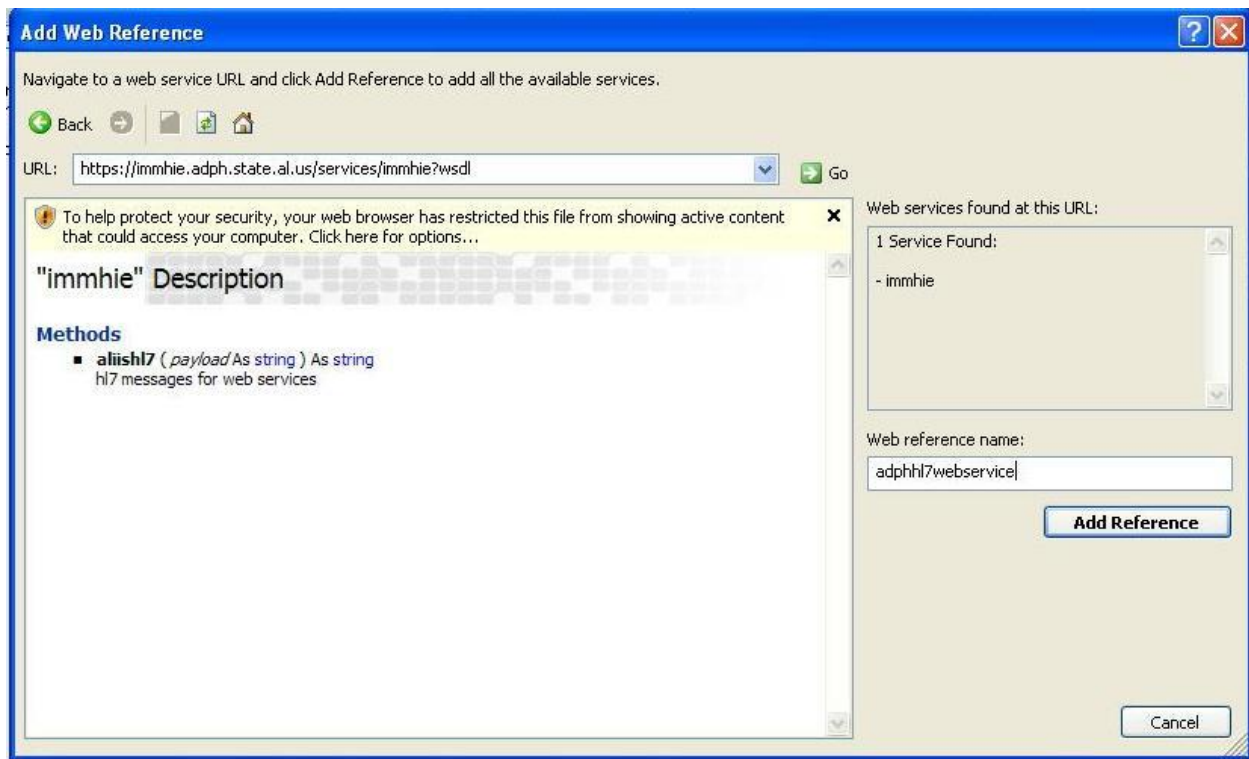 Add Web Reference
Navigate to a web service URL and click Add Reference to add all the available services.
Back
URL: https://immhie.adph.state.al.us/services/immhie?wsdl Go
To help protect your security, your web browser has restricted this file from showing active content
that could access your computer. Click here for options...
"immhie" Description
Methods
aliishl7 ( payload As string ) As string
hl7 messages for web services
Web services found at this URL:
1 Service Found:
- immhie
Web reference name:
adphhl7webservice
Add Reference
Cancel